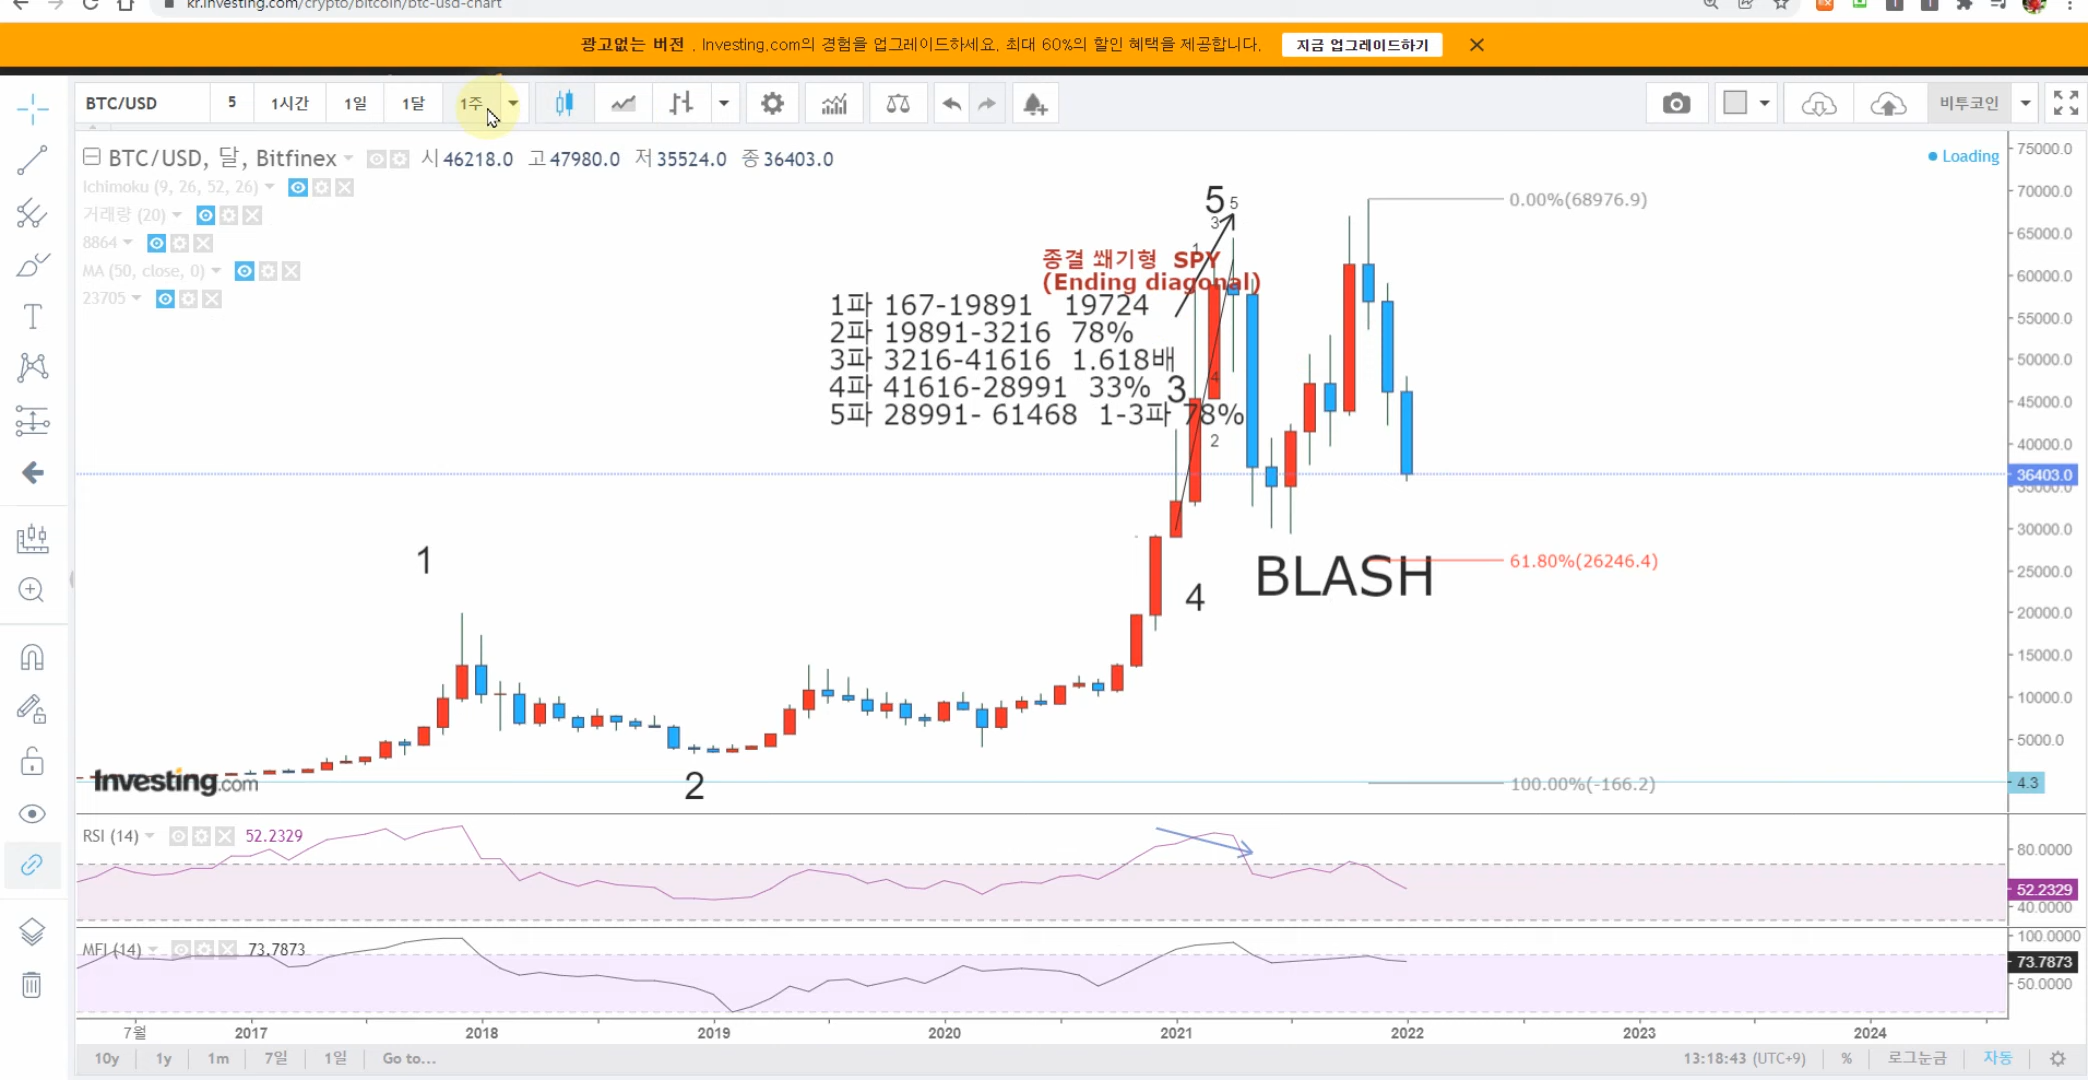 kr.investing.com/crypto/bitcoin/btc-usd-chart
광고없는 버전 . Investing.com의 경험을 업그레이드하세요. 최대 60%의 할인 혜택을 제공합니다. 지금 업그레이드하기
BTC/USD 5 1시간 1일 1달 1주 비투코인
BTC/USD, 달, Bitfinex 시 46218.0 고 47980.0 저 35524.0 종 36403.0
Loading
Ichimoku (9, 26, 52, 26)
거래량 (20)
8864
MA (50, close, 0)
23705
75000.0
70000.0
65000.0
60000.0
55000.0
50000.0
45000.0
40000.0
36403.0
35000.0
30000.0
25000.0
20000.0
15000.0
10000.0
5000.0
4.3
0.00%(68976.9)
5 5
3
1
종결 쐐기형 SPY
(Ending diagonal)
1파 167-19891 19724
2파 19891-3216 78%
3파 3216-41616 1.618배
4파 41616-28991 33%
5파 28991- 61468 1-3파 78%
3
4
2
1
4
BLASH
61.80%(26246.4)
2
100.00%(-166.2)
Investing.com
RSI (14) 52.2329
80.0000
52.2329
40.0000
MFI (14) 73.7873
100.0000
73.7873
50.0000
7월 2017 2018 2019 2020 2021 2022 2023 2024
10y 1y 1m 7일 1일 Go to... 13:18:43 (UTC+9) % 로그눈금 자동